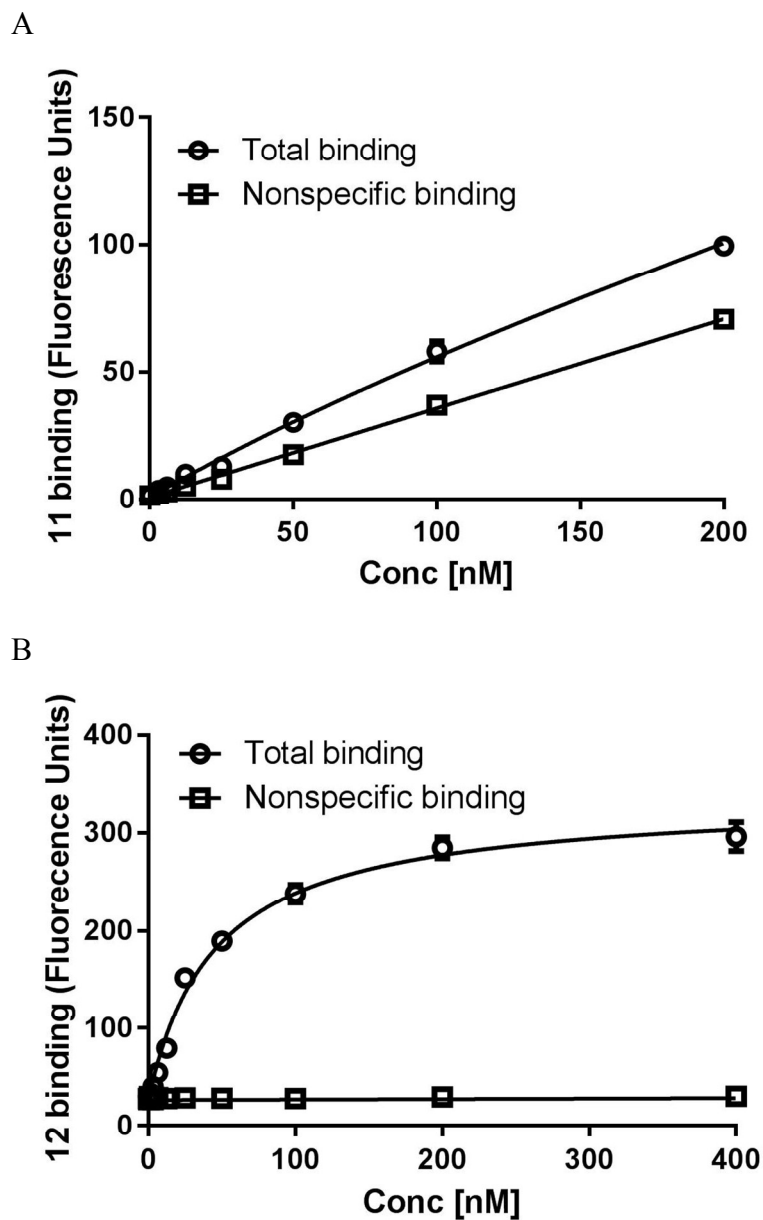 A
11 binding (Fluorescence Units)
150
100
50
0
Total binding
Nonspecific binding
0 50 100 150 200
Conc [nM]
B
12 binding (Fluorecence Units)
400
300
200
100
0
Total binding
Nonspecific binding
0 100 200 300 400
Conc [nM]